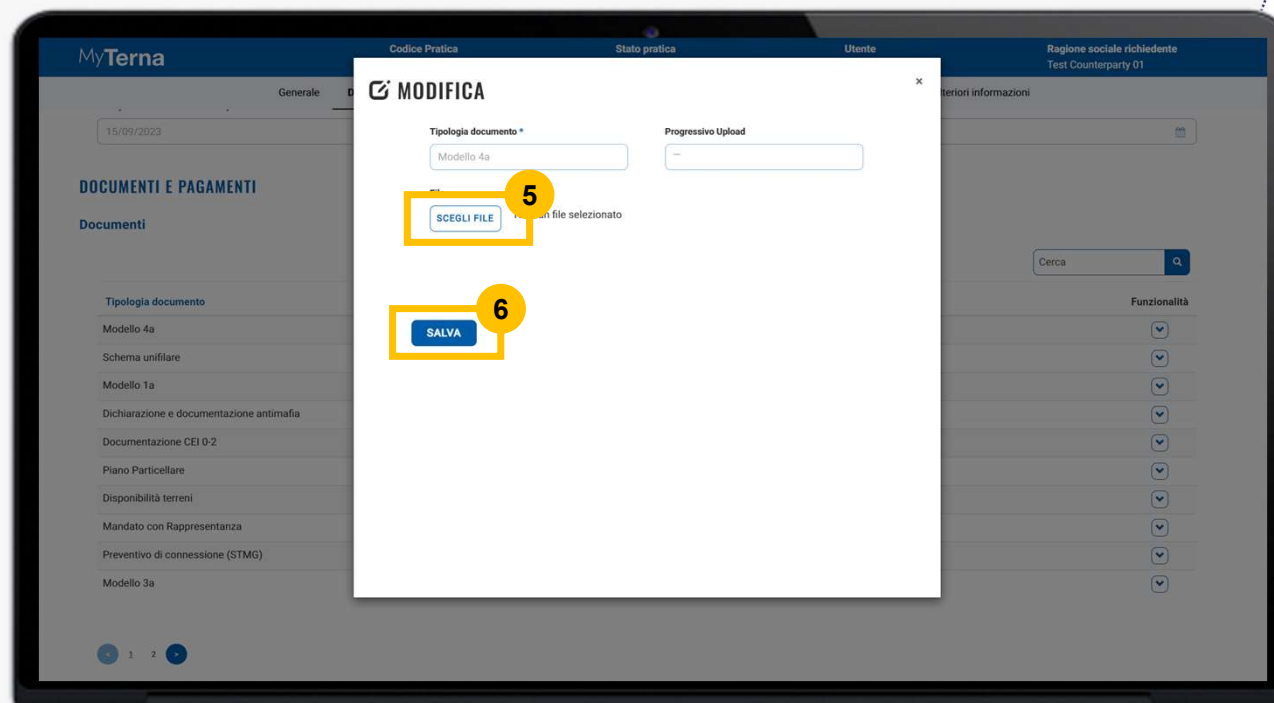 MyTerna
Codice Pratica
Stato pratica
Utente
Ragione sociale richiedente
Test Counterparty 01
Generale
lteriori informazioni
15/09/2023
DOCUMENTI E PAGAMENTI
Documenti
Cerca
Tipologia documento
Funzionalità
Modello 4a
Schema unifilare
Modello 1a
Dichiarazione e documentazione antimafia
Documentazione CEI 0-2
Piano Particellare
Disponibilità terreni
Mandato con Rappresentanza
Preventivo di connessione (STMG)
Modello 3a
1 2
MODIFICA
×
Tipologia documento *
Progressivo Upload
Modello 4a
—
5
SCEGLI FILE
file selezionato
6
SALVA